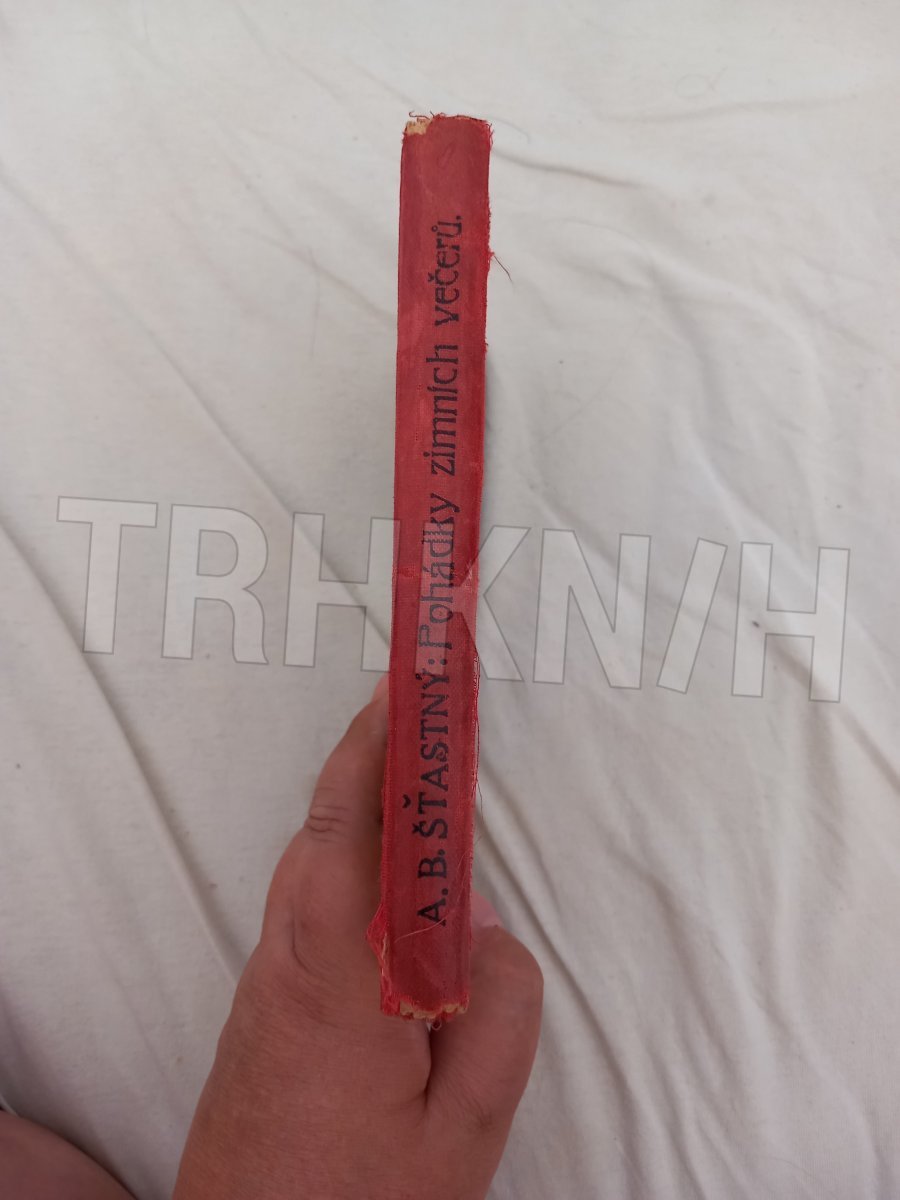 A. B. ŠŤASTNÝ: Pohádky zimních večerů.
TRHKNIH